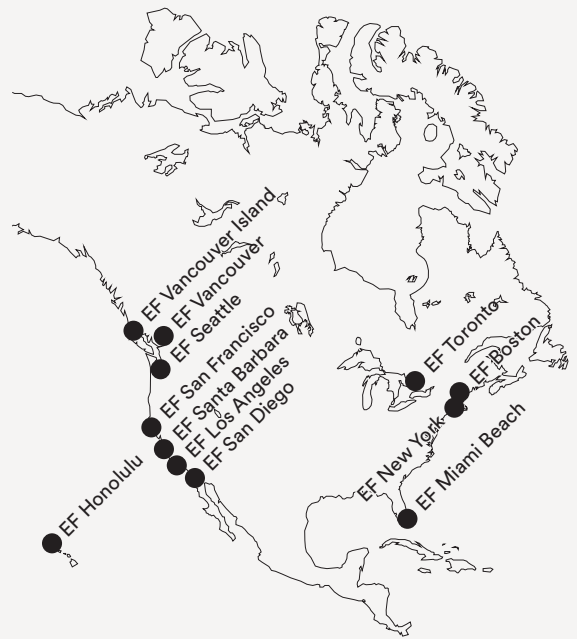 EF Vancouver Island
EF Vancouver
EF Seattle
EF San Francisco
EF Santa Barbara
EF Los Angeles
EF San Diego
EF Honolulu
EF Toronto
EF Boston
EF New York
EF Miami Beach